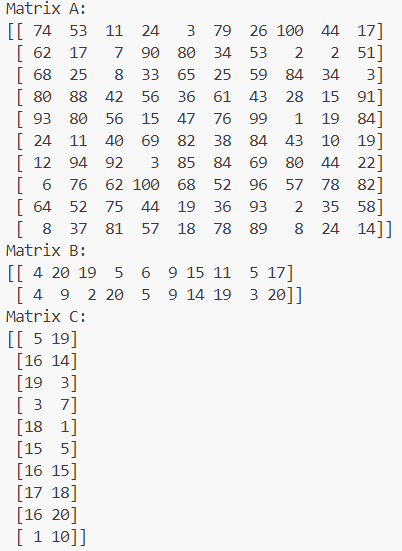 Matrix A:
[[ 74  53  11  24   3  79  26 100  44  17]
 [ 62  17   7  90  80  34  53   2   2  51]
 [ 68  25   8  33  65  25  59  84  34   3]
 [ 80  88  42  56  36  61  43  28  15  91]
 [ 93  80  56  15  47  76  99   1  19  84]
 [ 24  11  40  69  82  38  84  43  10  19]
 [ 12  94  92   3  85  84  69  80  44  22]
 [  6  76  62 100  68  52  96  57  78  82]
 [ 64  52  75  44  19  36  93   2  35  58]
 [  8  37  81  57  18  78  89   8  24  14]]
Matrix B:
[[ 4 20 19  5  6  9 15 11  5 17]
 [ 4  9  2 20  5  9 14 19  3 20]]
Matrix C:
[[ 5 19]
 [16 14]
 [19  3]
 [ 3  7]
 [18  1]
 [15  5]
 [16 15]
 [17 18]
 [16 20]
 [ 1 10]]